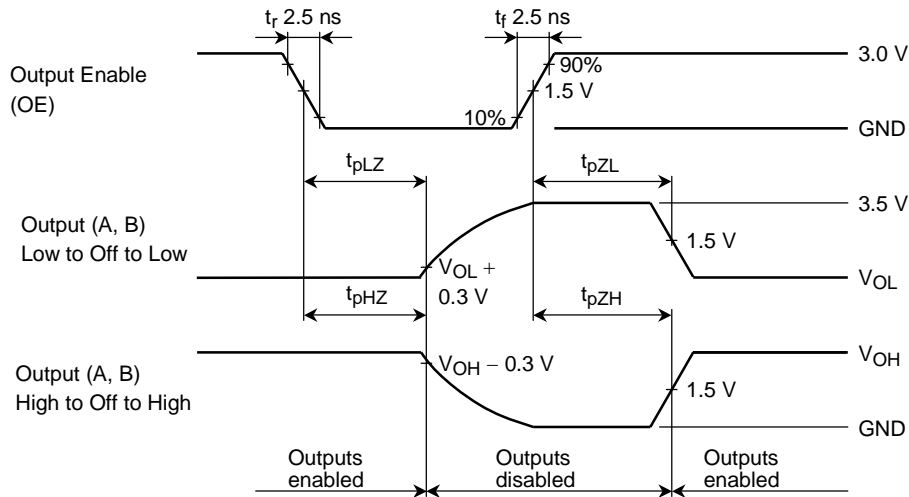 tr 2.5 ns
tf 2.5 ns
Output Enable
(OE)
90%
1.5 V
10%
3.0 V
GND
tpLZ
tpZL
Output (A, B)
Low to Off to Low
3.5 V
1.5 V
VOL +
0.3 V
VOL
tpHZ
tpZH
Output (A, B)
High to Off to High
VOH − 0.3 V
VOH
1.5 V
GND
Outputs
enabled
Outputs
disabled
Outputs
enabled